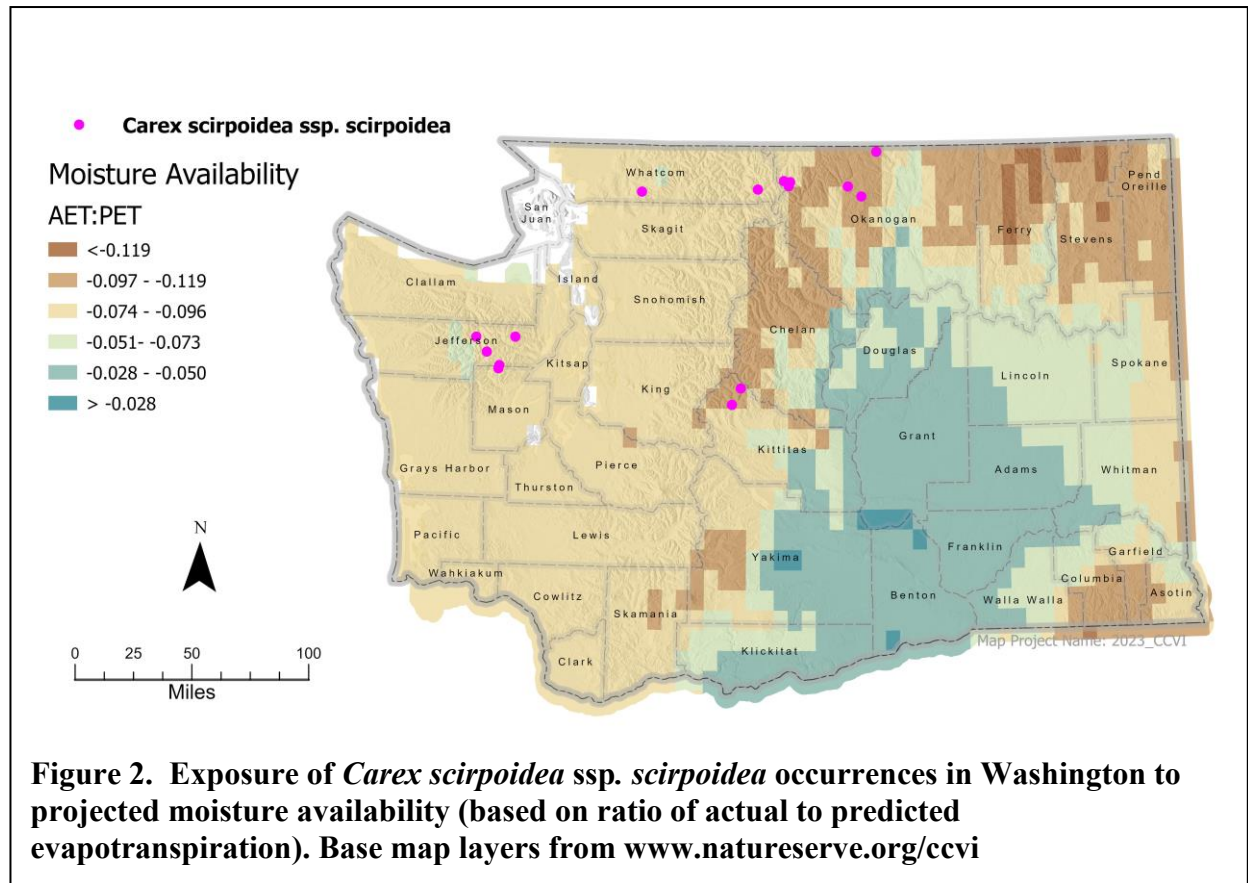 Carex scirpoidea ssp. scirpoidea
Moisture Availability
AET:PET
<-0.119
-0.097 - -0.119
-0.074 - -0.096
-0.051- -0.073
-0.028 - -0.050
> -0.028
Whatcom
San
Juan
Skagit
Okanogan
Ferry
Stevens
Pend
Oreille
Island
Clallam
Snohomish
Chelan
Jefferson
Kitsap
Douglas
King
Lincoln
Spokane
Mason
Grant
Kittitas
Grays Harbor
Pierce
Adams
Whitman
Thurston
Pacific
Lewis
Yakima
Franklin
Garfield
Wahkiakum
Columbia
Cowlitz
Benton
Walla Walla
Asotin
Skamania
Klickitat
Clark
Map Project Name: 2023_CCVI
N
0 25 50 100
Miles
Figure 2. Exposure of Carex scirpoidea ssp. scirpoidea occurrences in Washington to
projected moisture availability (based on ratio of actual to predicted
evapotranspiration). Base map layers from www.natureserve.org/ccvi